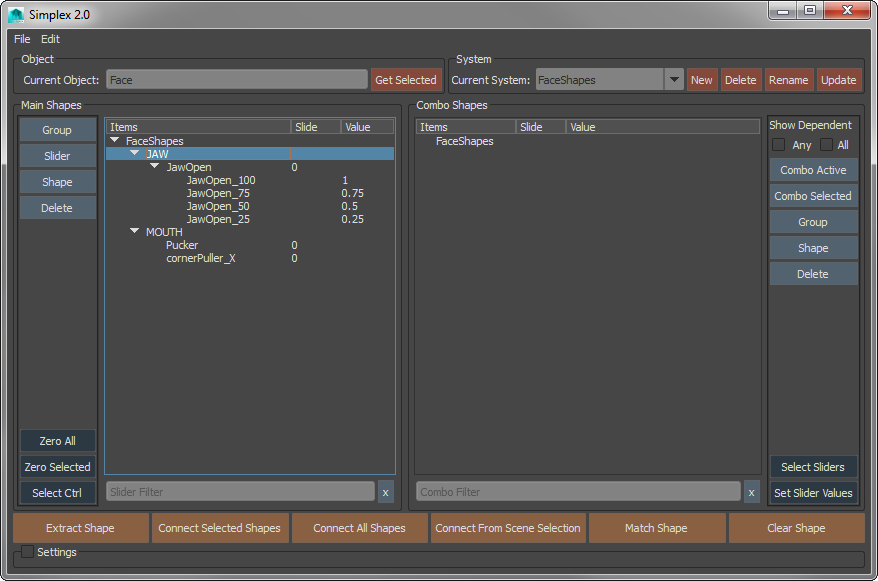 Simplex 2.0
File Edit
Object
Current Object: Face Get Selected
System
Current System: FaceShapes New Delete Rename Update
Main Shapes
Group
Slider
Shape
Delete
Zero All
Zero Selected
Select Ctrl
Items Slide Value
FaceShapes
JAW
JawOpen 0
JawOpen_100 1
JawOpen_75 0.75
JawOpen_50 0.5
JawOpen_25 0.25
MOUTH
Pucker 0
cornerPuller_X 0
Slider Filter x
Combo Shapes
Items Slide Value
FaceShapes
Combo Filter x
Show Dependent
Any All
Combo Active
Combo Selected
Group
Shape
Delete
Select Sliders
Set Slider Values
Extract Shape Connect Selected Shapes Connect All Shapes Connect From Scene Selection Match Shape Clear Shape
Settings